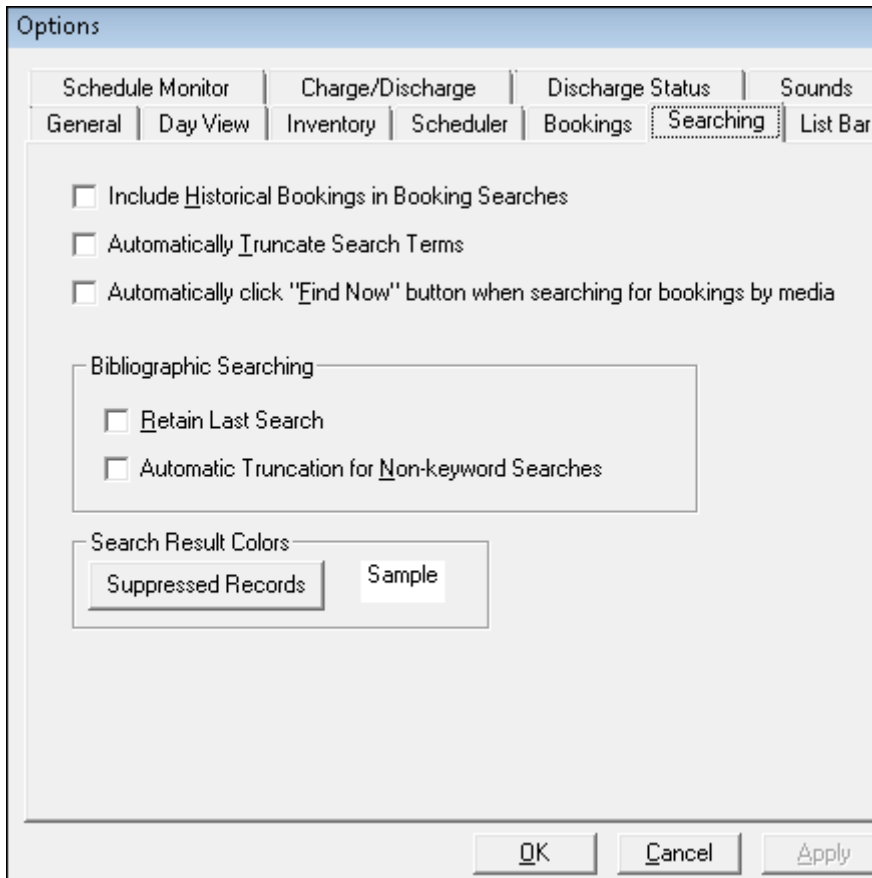 Options
Schedule Monitor Charge/Discharge Discharge Status Sounds
General Day View Inventory Scheduler Bookings Searching List Bar
Include Historical Bookings in Booking Searches
Automatically Truncate Search Terms
Automatically click "Find Now" button when searching for bookings by media
Bibliographic Searching
Retain Last Search
Automatic Truncation for Non-keyword Searches
Search Result Colors
Suppressed Records Sample
OK Cancel Apply